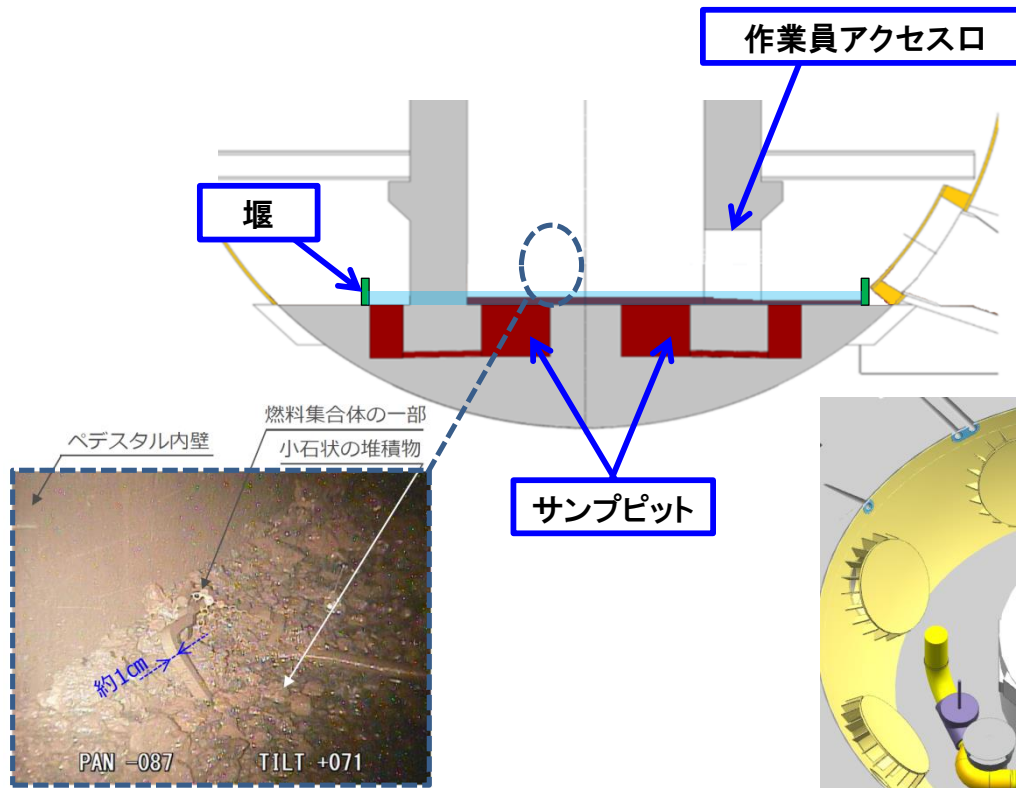 作業員アクセス口
堰
燃料集合体の一部
ペデスタル内壁
小石状の堆積物
サンプピット
約1cm
PAN -087 TILT +071